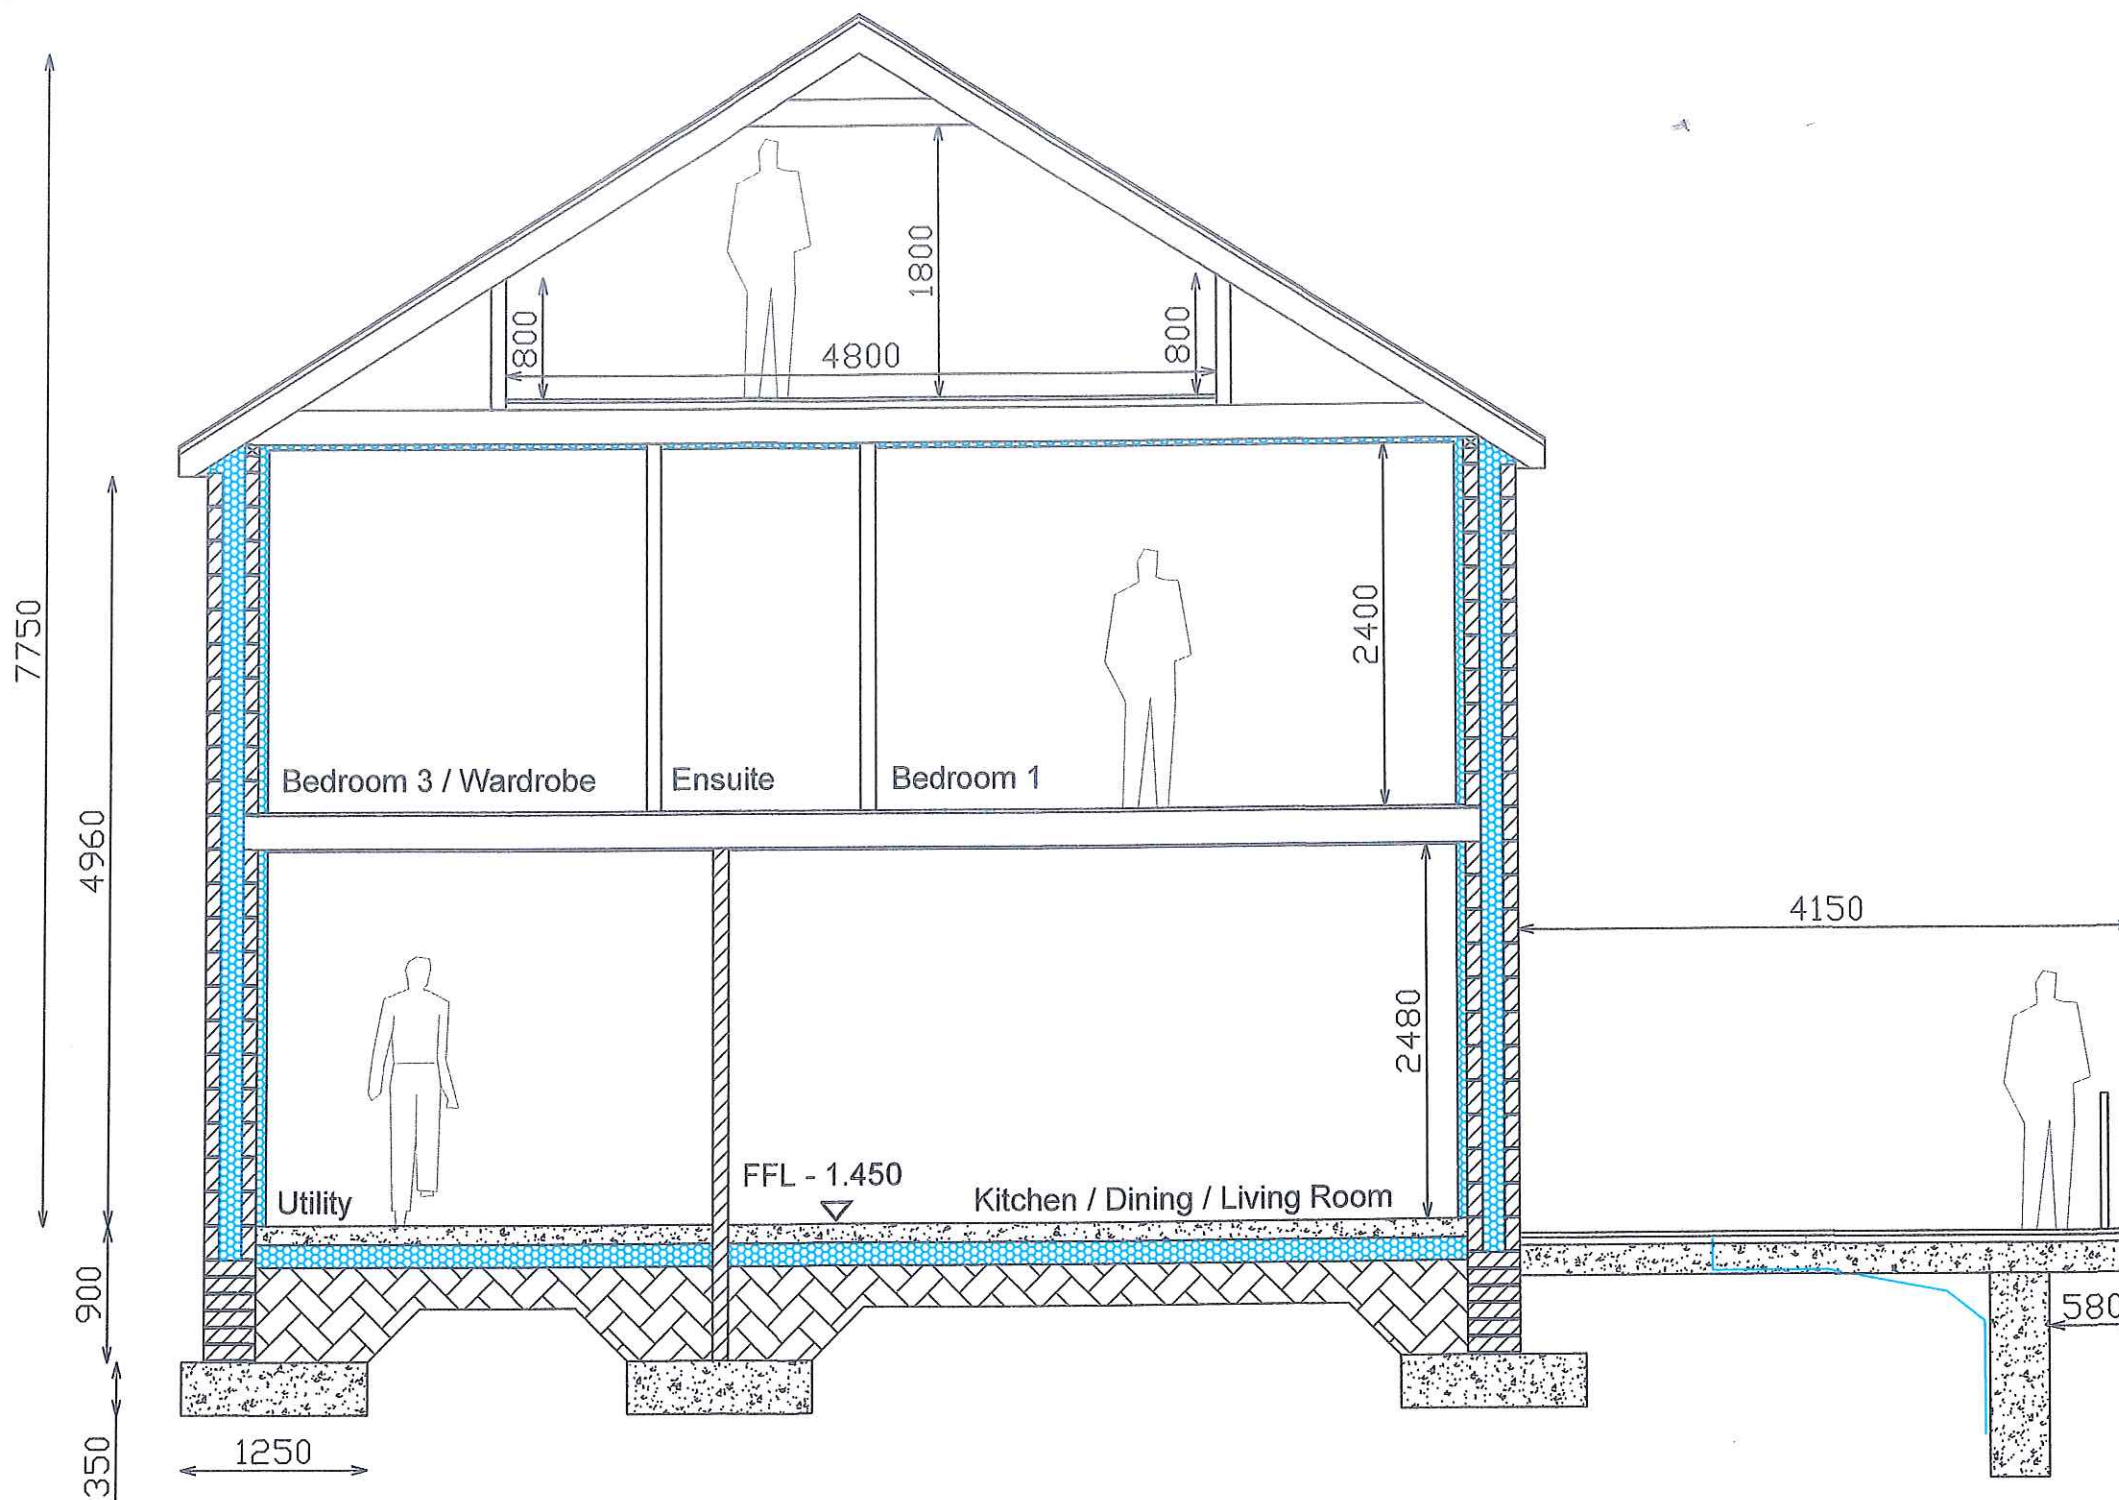 1800
800
800
4800
7750
2400
Bedroom 3 / Wardrobe
Ensuite
Bedroom 1
4960
4150
2480
FFL - 1.450
Utility
Kitchen / Dining / Living Room
900
580
1250
350